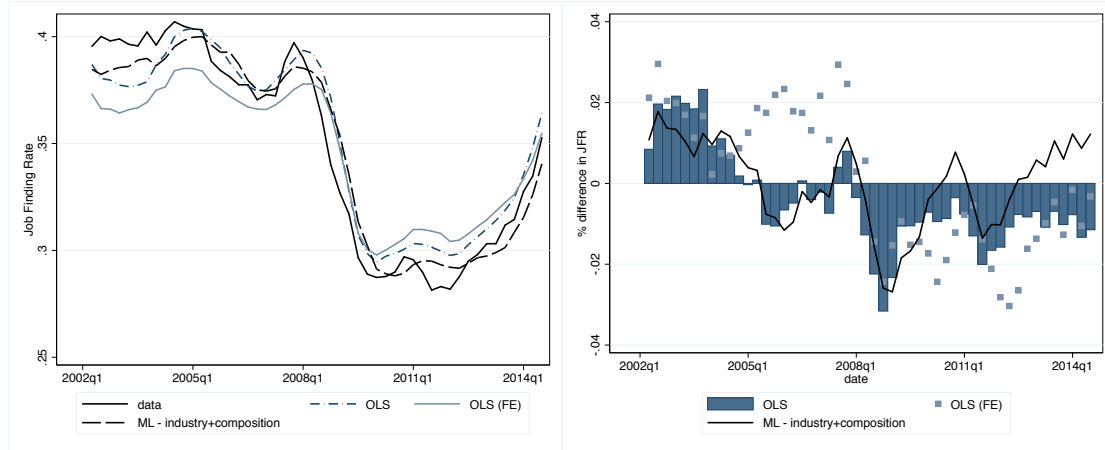 Job Finding Rate
.4
.35
.3
.25
2002q1 2005q1 2008q1 2011q1 2014q1
data OLS OLS (FE)
ML - industry+composition
% difference in JFR
.04
.02
0
-.02
-.04
2002q1 2005q1 2008q1 2011q1 2014q1
date
OLS OLS (FE)
ML - industry+composition